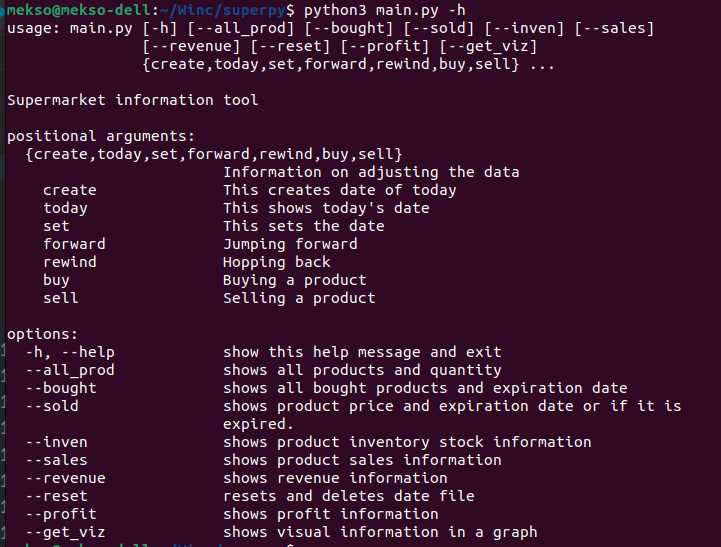 mekso@mekso-dell:~/Winc/superpy$ python3 main.py -h
usage: main.py [-h] [--all_prod] [--bought] [--sold] [--inven] [--sales]
               [--revenue] [--reset] [--profit] [--get_viz]
               {create,today,set,forward,rewind,buy,sell} ...

Supermarket information tool

positional arguments:
  {create,today,set,forward,rewind,buy,sell}
                        Information on adjusting the data
    create              This creates date of today
    today               This shows today's date
    set                 This sets the date
    forward             Jumping forward
    rewind              Hopping back
    buy                 Buying a product
    sell                Selling a product

options:
  -h, --help            show this help message and exit
  --all_prod            shows all products and quantity
  --bought              shows all bought products and expiration date
  --sold                shows product price and expiration date or if it is
                        expired.
  --inven               shows product inventory stock information
  --sales               shows product sales information
  --revenue             shows revenue information
  --reset               resets and deletes date file
  --profit              shows profit information
  --get_viz             shows visual information in a graph